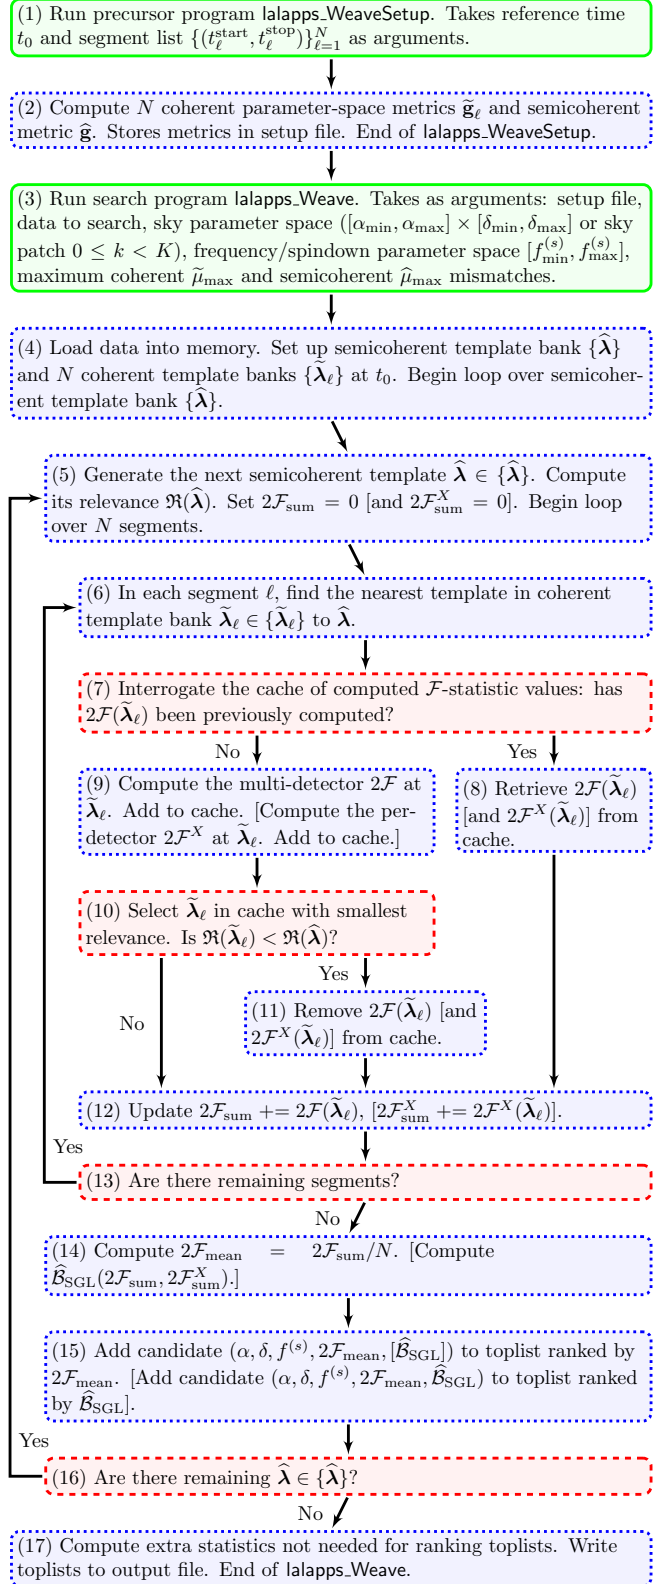 (1) Run precursor program lalapps_WeaveSetup. Takes reference time
t₀ and segment list {(t_ℓ^start, t_ℓ^stop)}_{ℓ=1}^N as arguments.
(2) Compute N coherent parameter-space metrics g̃_ℓ and semicoherent
metric ĝ. Stores metrics in setup file. End of lalapps_WeaveSetup.
(3) Run search program lalapps_Weave. Takes as arguments: setup file,
data to search, sky parameter space ([α_min, α_max] × [δ_min, δ_max] or sky
patch 0 ≤ k < K), frequency/spindown parameter space [f_min^(s), f_max^(s)],
maximum coherent μ̃_max and semicoherent μ̂_max mismatches.
(4) Load data into memory. Set up semicoherent template bank {λ̂}
and N coherent template banks {λ̃_ℓ} at t₀. Begin loop over semicoher-
ent template bank {λ̂}.
(5) Generate the next semicoherent template λ̂ ∈ {λ̂}. Compute
its relevance ℜ(λ̂). Set 2ℱ_sum = 0 [and 2ℱ_sum^X = 0]. Begin loop
over N segments.
(6) In each segment ℓ, find the nearest template in coherent
template bank λ̃_ℓ ∈ {λ̃_ℓ} to λ̂.
(7) Interrogate the cache of computed ℱ-statistic values: has
2ℱ(λ̃_ℓ) been previously computed?
No
Yes
(9) Compute the multi-detector 2ℱ at
λ̃_ℓ. Add to cache. [Compute the per-
detector 2ℱ^X at λ̃_ℓ. Add to cache.]
(8) Retrieve 2ℱ(λ̃_ℓ)
[and 2ℱ^X(λ̃_ℓ)] from
cache.
(10) Select λ̃_ℓ in cache with smallest
relevance. Is ℜ(λ̃_ℓ) < ℜ(λ̂)?
Yes
No
(11) Remove 2ℱ(λ̃_ℓ) [and
2ℱ^X(λ̃_ℓ)] from cache.
(12) Update 2ℱ_sum += 2ℱ(λ̃_ℓ), [2ℱ_sum^X += 2ℱ^X(λ̃_ℓ)].
Yes
(13) Are there remaining segments?
No
(14) Compute 2ℱ_mean = 2ℱ_sum/N. [Compute
ℬ̂_SGL(2ℱ_sum, 2ℱ_sum^X).]
(15) Add candidate (α, δ, f^(s), 2ℱ_mean, [ℬ̂_SGL]) to toplist ranked by
2ℱ_mean. [Add candidate (α, δ, f^(s), 2ℱ_mean, ℬ̂_SGL) to toplist ranked
by ℬ̂_SGL].
Yes
(16) Are there remaining λ̂ ∈ {λ̂}?
No
(17) Compute extra statistics not needed for ranking toplists. Write
toplists to output file. End of lalapps_Weave.